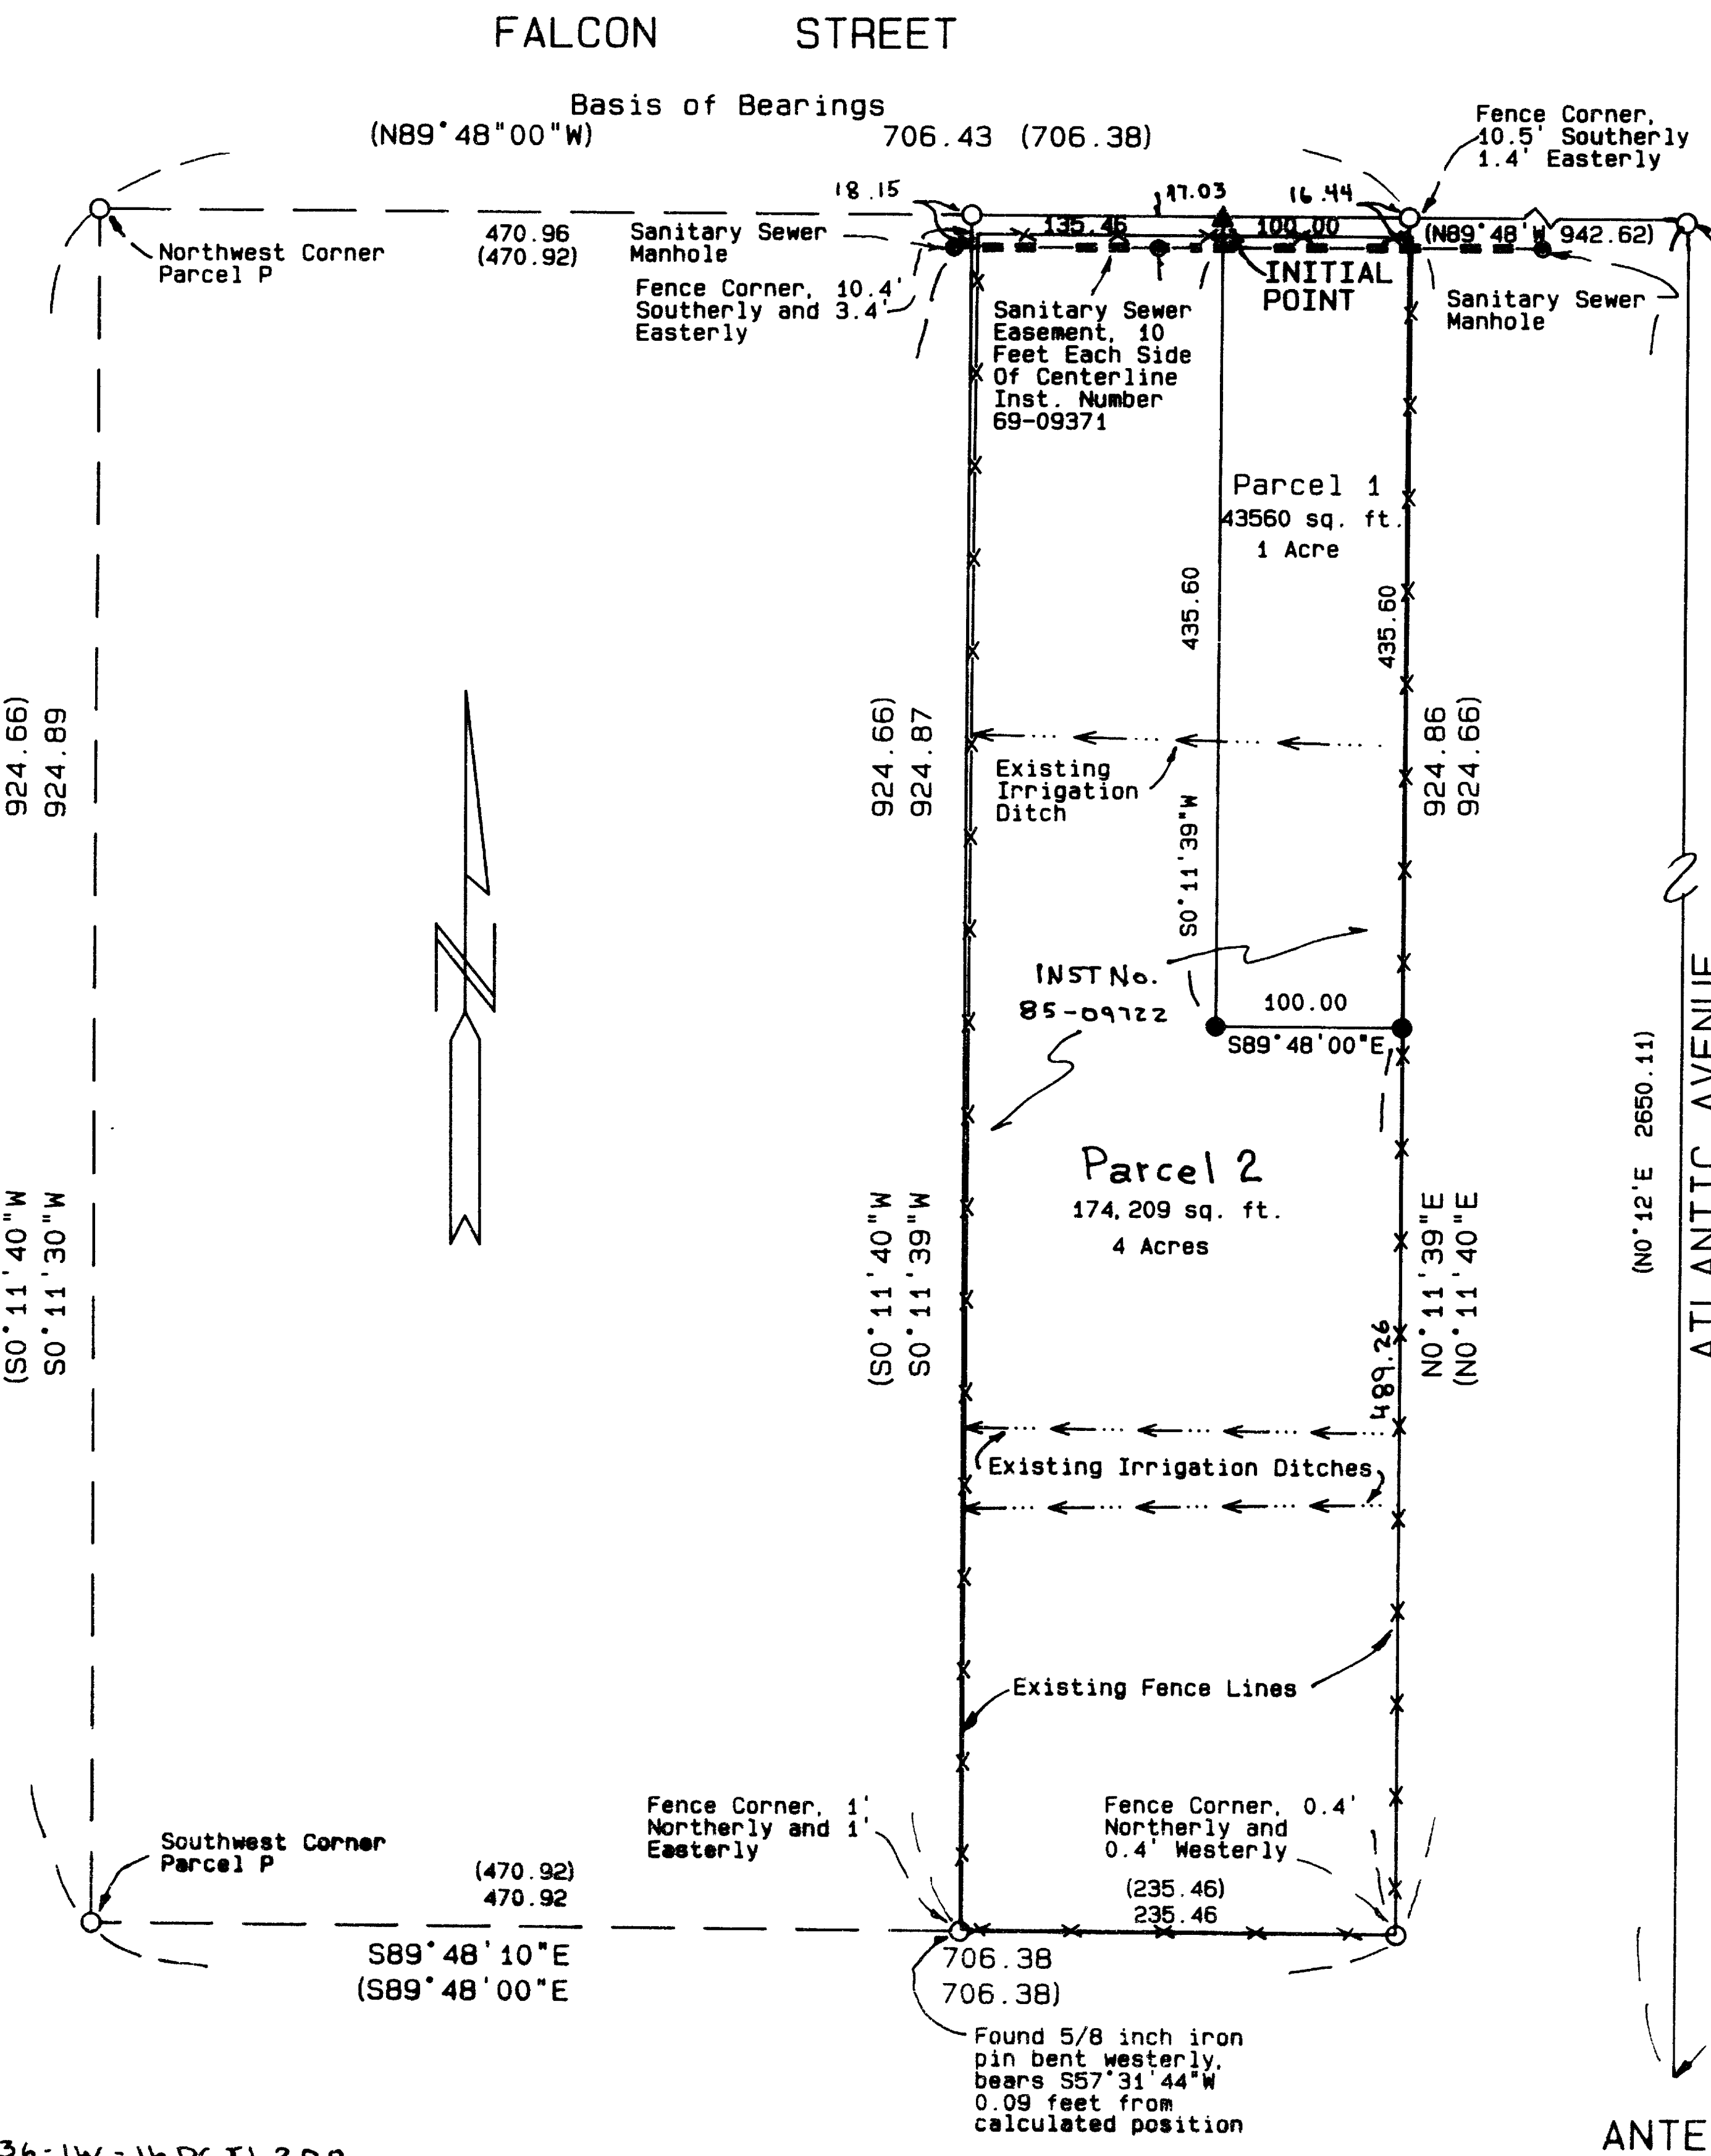 FALCON STREET
Basis of Bearings
(N89°48"00"W)
706.43 (706.38)
Fence Corner,
10.5' Southerly
1.4' Easterly
18.15
17.03
16.44
135.46
100.00
(N89°48'W 942.62)
470.96
(470.92)
Northwest Corner
Parcel P
Sanitary Sewer
Manhole
Fence Corner, 10.4'
Southerly and 3.4'
Easterly
Sanitary Sewer
Easement, 10
Feet Each Side
Of Centerline
Inst. Number
69-09371
INITIAL
POINT
Sanitary Sewer
Manhole
Parcel 1
43560 sq. ft.
1 Acre
435.60
435.60
924.66)
924.89
924.66)
924.87
924.86
924.66)
Existing
Irrigation
Ditch
S0°11'39"W
N
INST No.
85-09722
100.00
S89°48'00"E
Parcel 2
174,209 sq. ft.
4 Acres
(S0°11'40"W
S0°11'30"W
(S0°11'40"W
S0°11'39"W
N0°11'39"E
(N0°11'40"E
489.26
(N0°12'E 2650.11)
ATLANTIC AVENUE
Existing Irrigation Ditches
Existing Fence Lines
Fence Corner, 1'
Northerly and 1'
Easterly
Fence Corner, 0.4'
Northerly and
0.4' Westerly
Southwest Corner
Parcel P
(470.92)
470.92
(235.46)
235.46
S89°48'10"E
(S89°48'00"E
706.38
706.38)
Found 5/8 inch iron
pin bent westerly,
bears S57°31'44"W
0.09 feet from
calculated position
ANTE